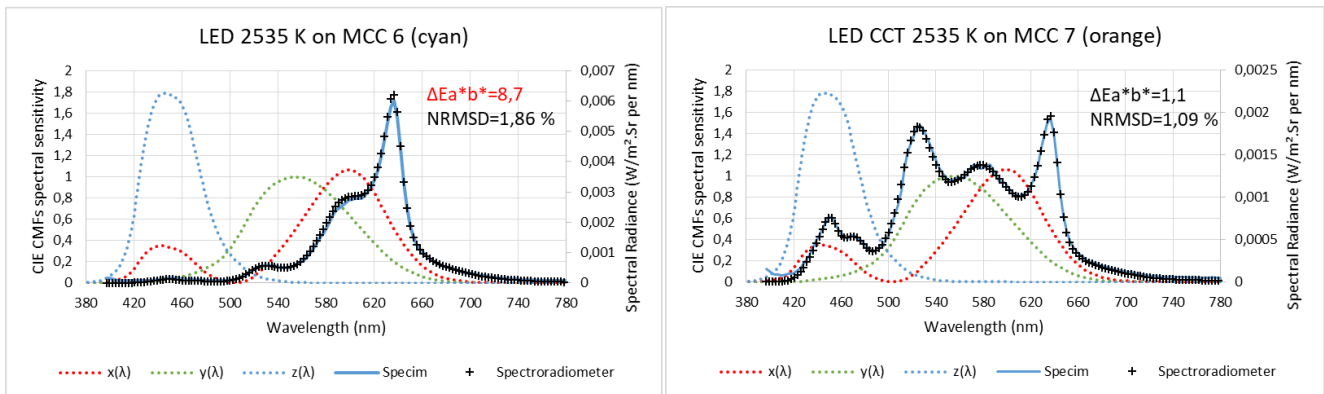 LED 2535 K on MCC 6 (cyan)
ΔEa*b*=8,7
NRMSD=1,86 %
CIE CMFs spectral sensitivity
2
1,8
1,6
1,4
1,2
1
0,8
0,6
0,4
0,2
0
0,007
0,006
0,005
0,004
0,003
0,002
0,001
0
Spectral Radiance (W/m².Sr per nm)
380 420 460 500 540 580 620 660 700 740 780
Wavelength (nm)
x(λ) y(λ) z(λ) Specim Spectroradiometer
LED CCT 2535 K on MCC 7 (orange)
ΔEa*b*=1,1
NRMSD=1,09 %
CIE CMFs spectral sensitivity
2
1,8
1,6
1,4
1,2
1
0,8
0,6
0,4
0,2
0
0,0025
0,002
0,0015
0,001
0,0005
0
Spectral Radiance (W/m².Sr per nm)
380 420 460 500 540 580 620 660 700 740 780
Wavelength (nm)
x(λ) y(λ) z(λ) Specim Spectroradiometer